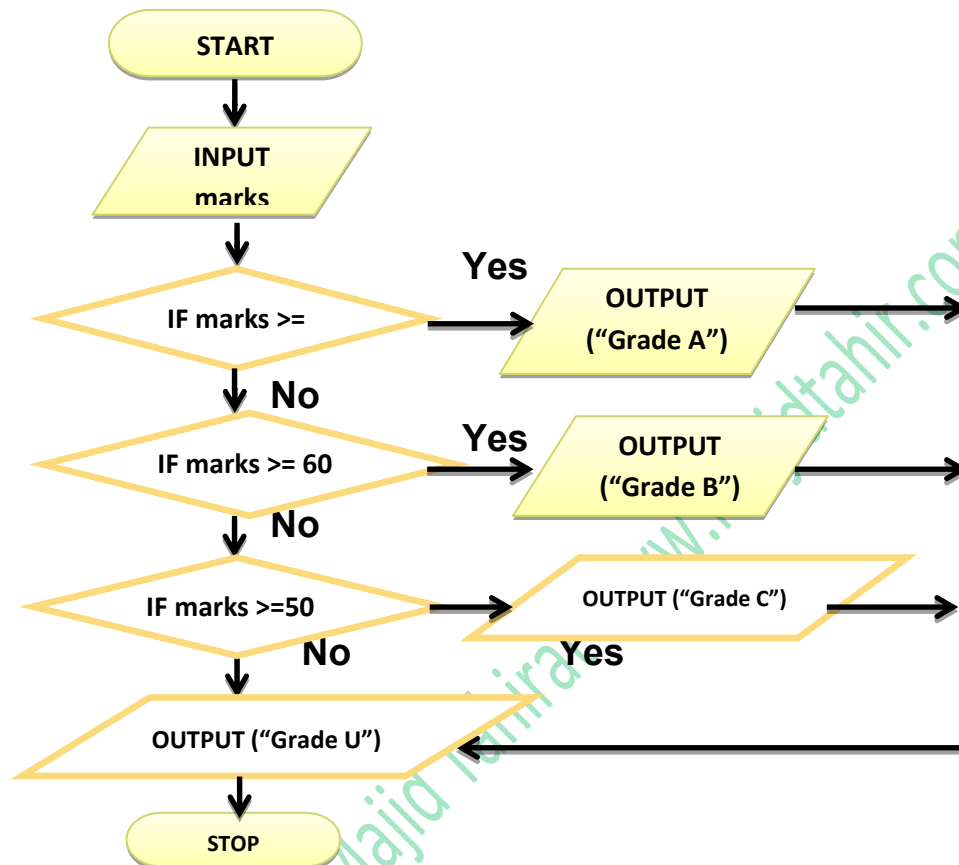 START
INPUT
marks
Yes
IF marks >=
OUTPUT
(“Grade A”)
No
Yes
IF marks >= 60
OUTPUT
(“Grade B”)
No
IF marks >=50
OUTPUT (“Grade C”)
No
Yes
OUTPUT (“Grade U”)
STOP